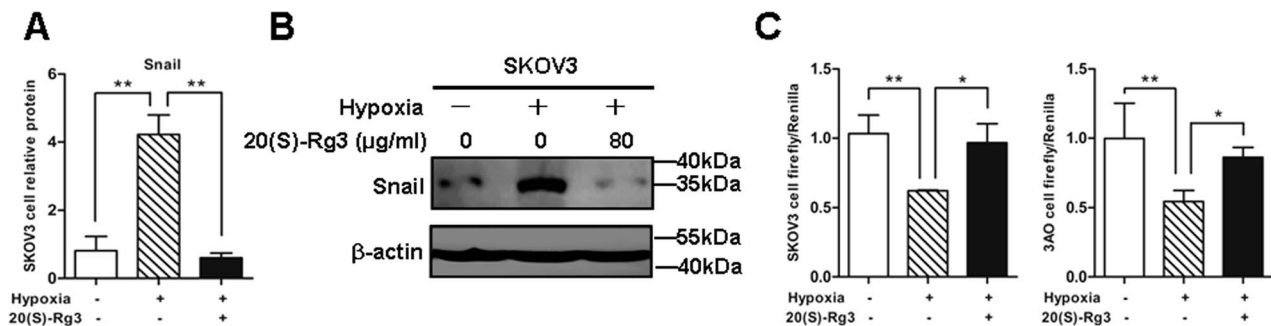 A
Snail
SKOV3 cell relative protein
6
4
2
0
** **
Hypoxia - + +
20(S)-Rg3 - - +
B
SKOV3
Hypoxia — + +
20(S)-Rg3 (μg/ml) 0 0 80
Snail
40kDa
35kDa
β-actin
55kDa
40kDa
C
SKOV3 cell firefly/Renilla
1.5
1.0
0.5
0.0
** *
Hypoxia - + +
20(S)-Rg3 - - +
3AO cell firefly/Renilla
1.5
1.0
0.5
0.0
** *
Hypoxia - + +
20(S)-Rg3 - - +